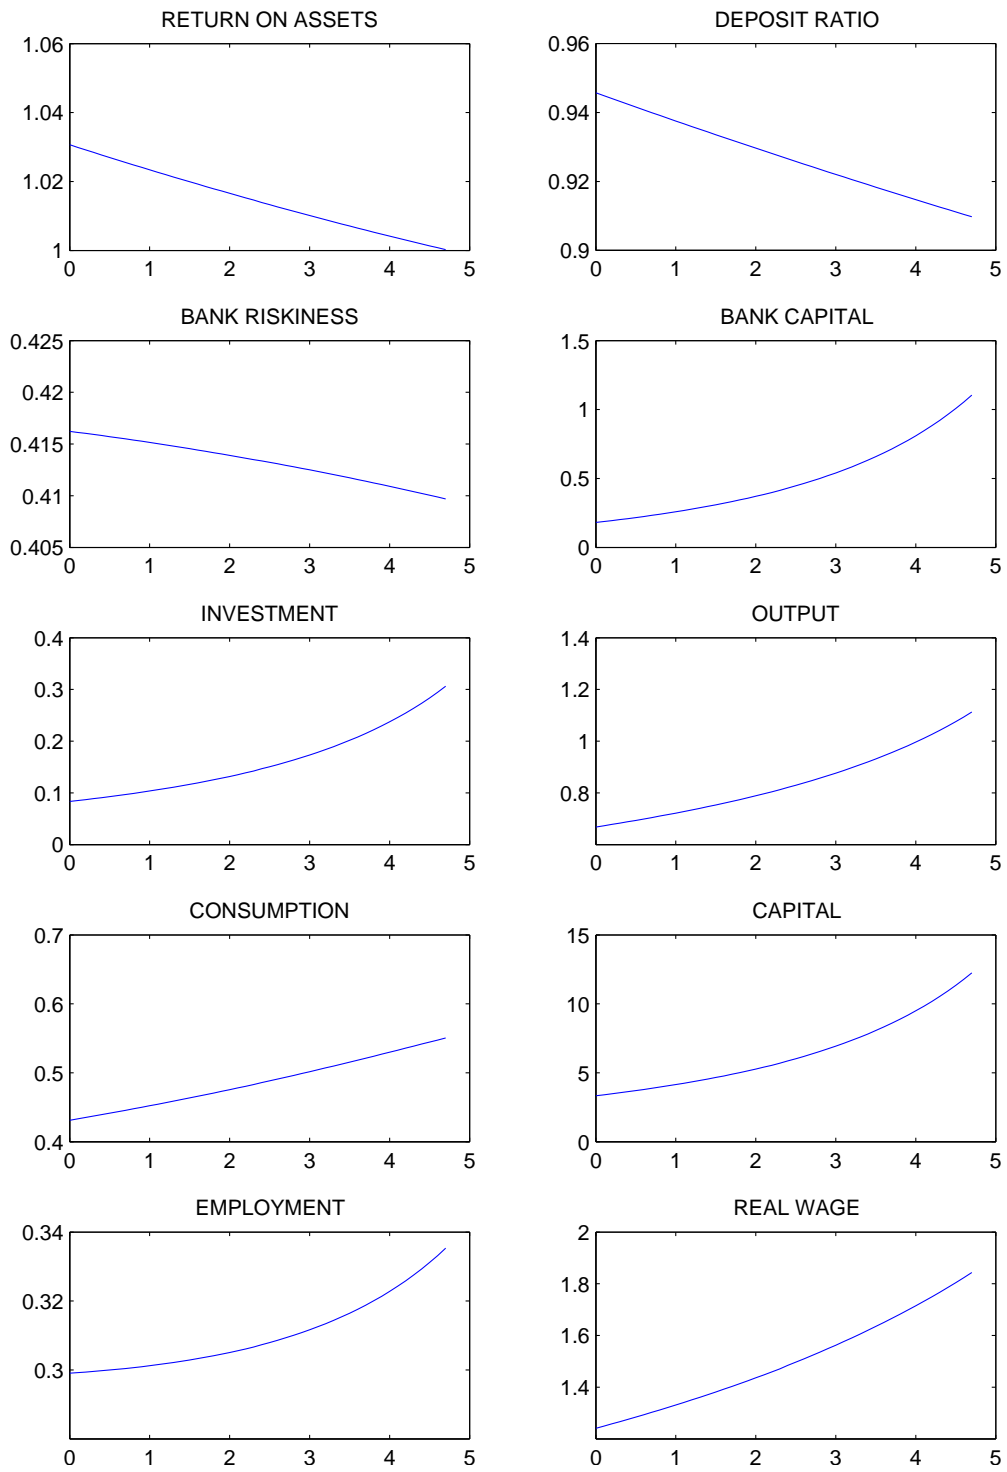 RETURN ON ASSETS
1.06
1.04
1.02
1
0 1 2 3 4 5
DEPOSIT RATIO
0.96
0.94
0.92
0.9
0 1 2 3 4 5
BANK RISKINESS
0.425
0.42
0.415
0.41
0.405
0 1 2 3 4 5
BANK CAPITAL
1.5
1
0.5
0
0 1 2 3 4 5
INVESTMENT
0.4
0.3
0.2
0.1
0
0 1 2 3 4 5
OUTPUT
1.4
1.2
1
0.8
0 1 2 3 4 5
CONSUMPTION
0.7
0.6
0.5
0.4
0 1 2 3 4 5
CAPITAL
15
10
5
0
0 1 2 3 4 5
EMPLOYMENT
0.34
0.32
0.3
0 1 2 3 4 5
REAL WAGE
2
1.8
1.6
1.4
0 1 2 3 4 5